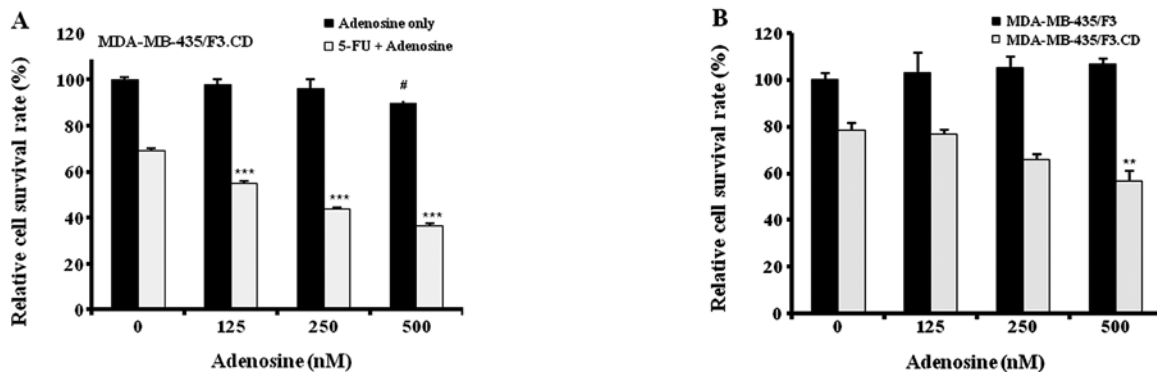 A
MDA-MB-435/F3.CD
Adenosine only
5-FU + Adenosine
Relative cell survival rate (%)
120
100
80
60
40
20
0
#
***
***
***
0 125 250 500
Adenosine (nM)
B
MDA-MB-435/F3
MDA-MB-435/F3.CD
Relative cell survival rate (%)
120
100
80
60
40
20
0
**
0 125 250 500
Adenosine (nM)